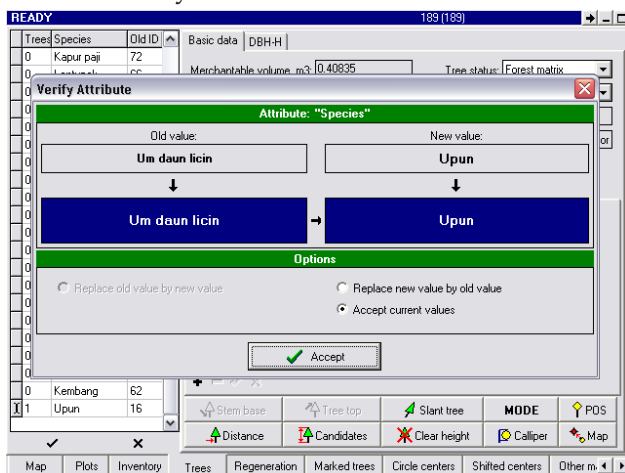 READY 189 (189)
Trees Species Old ID
Basic data DBH-H
0 Kapur paji 72
Merchantable volume, m3: 0.40835 Tree status: Forest matrix
0
Verify Attribute
Attribute: "Species"
Old value: New value:
Um daun licin Upun
Um daun licin Upun
Options
Replace old value by new value
Replace new value by old value
Accept current values
Accept
0 Kembang 62
1 Upun 16
Stem base Tree top Slant tree MODE POS
Distance Candidates Clear height Calliper Map
Map Plots Inventory Trees Regeneration Marked trees Circle centers Shifted centers Other m